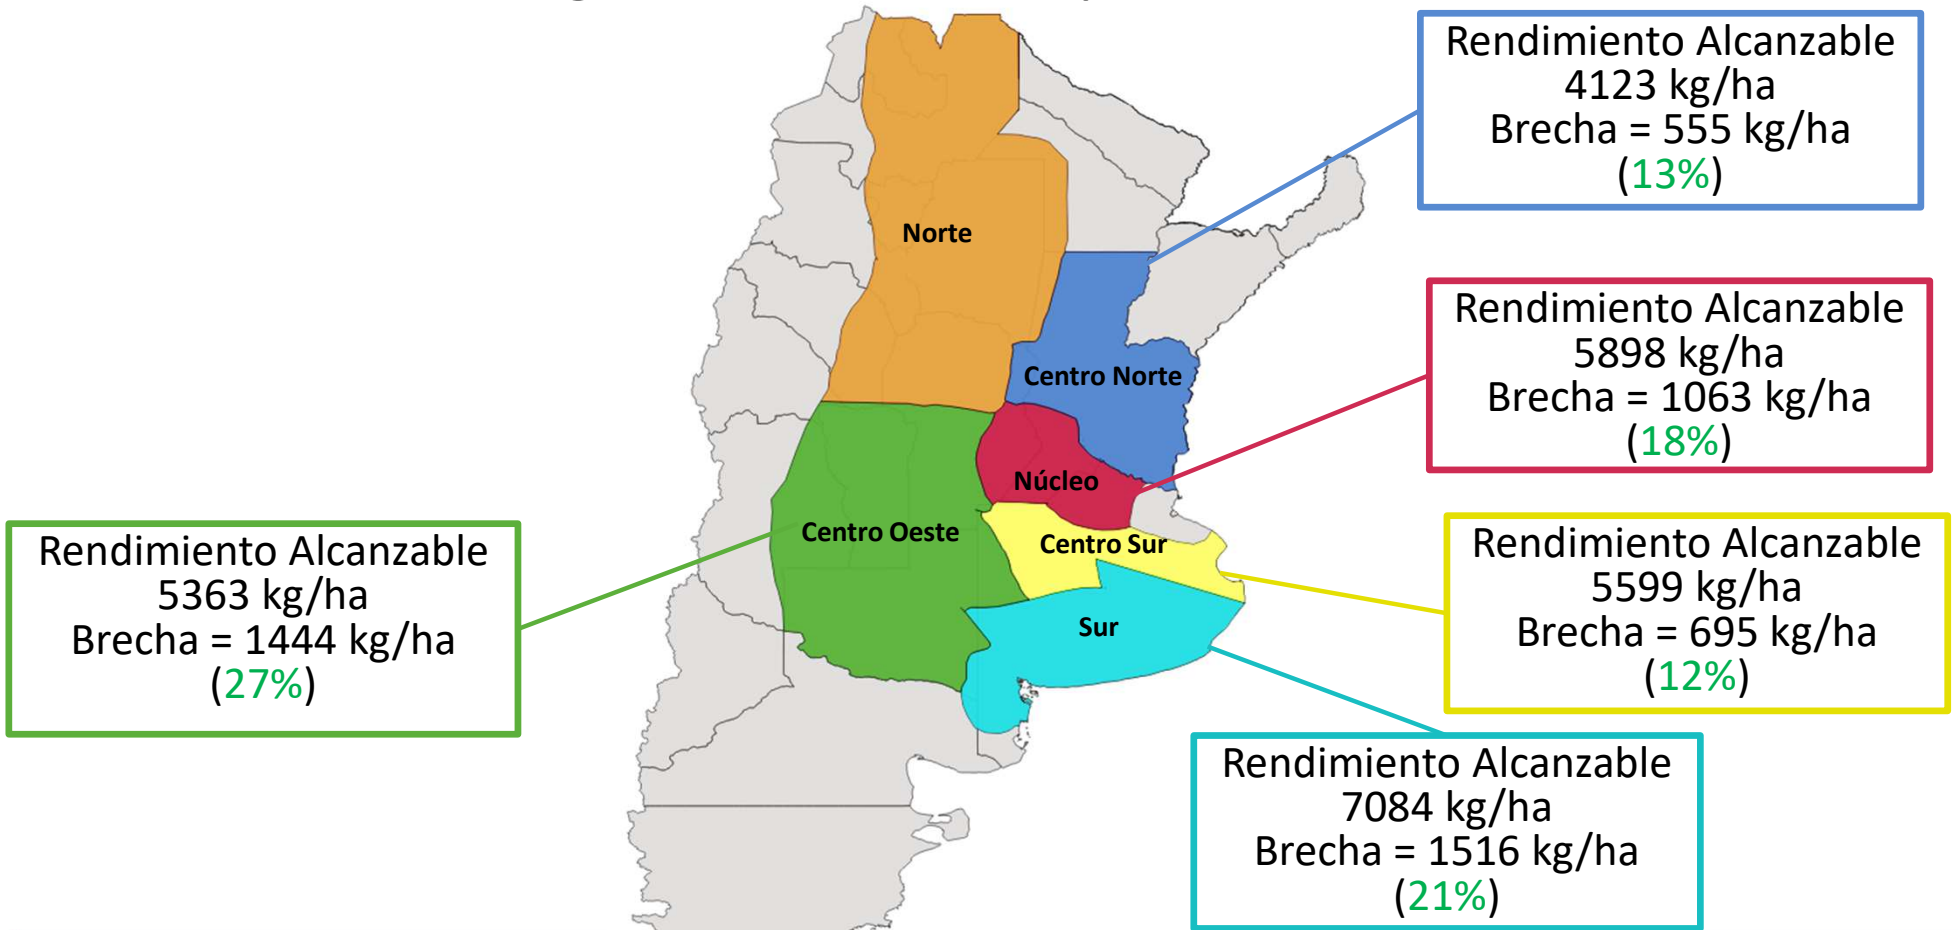 Rendimiento Alcanzable
4123 kg/ha
Brecha = 555 kg/ha
(13%)
Norte
Rendimiento Alcanzable
5898 kg/ha
Brecha = 1063 kg/ha
(18%)
Centro Norte
Núcleo
Centro Oeste
Centro Sur
Rendimiento Alcanzable
5363 kg/ha
Brecha = 1444 kg/ha
(27%)
Rendimiento Alcanzable
5599 kg/ha
Brecha = 695 kg/ha
(12%)
Sur
Rendimiento Alcanzable
7084 kg/ha
Brecha = 1516 kg/ha
(21%)